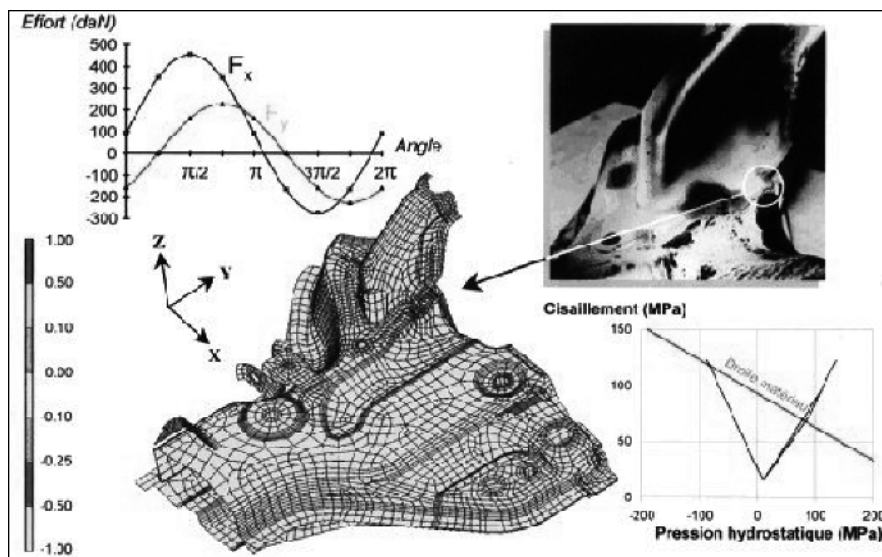 Effort (daN)
500
400
300
200
100
0
-100
-200
-300
Fx
Fy
Angle
π/2
π
3π/2
2π
1.00
0.50
0.10
0.00
-0.10
-0.25
-0.50
-1.00
Z
Y
X
Cisaillement (MPa)
150
100
50
0
Droite matériau
-200
-100
0
100
200
Pression hydrostatique (MPa)